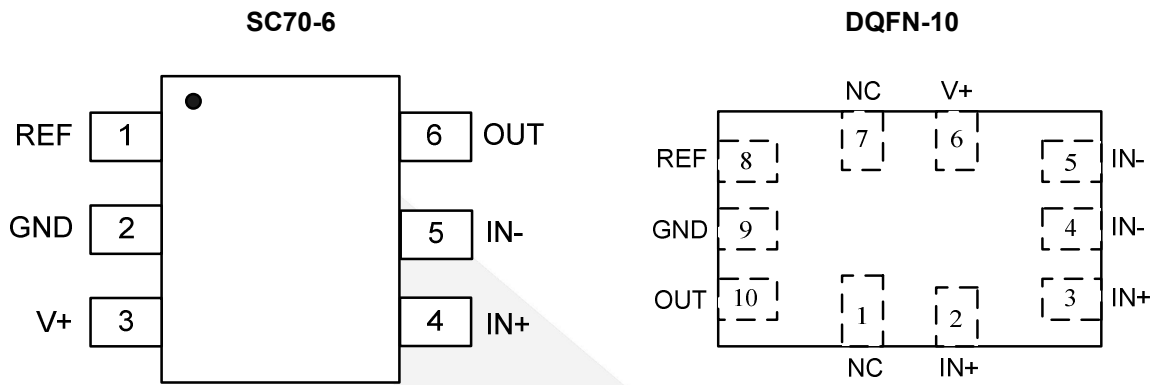 SC70-6
DQFN-10
REF 1 6 OUT
GND 2 5 IN-
V+ 3 4 IN+
NC V+
7 6
REF 8 5 IN-
GND 9 4 IN-
OUT 10 3 IN+
1 2
NC IN+